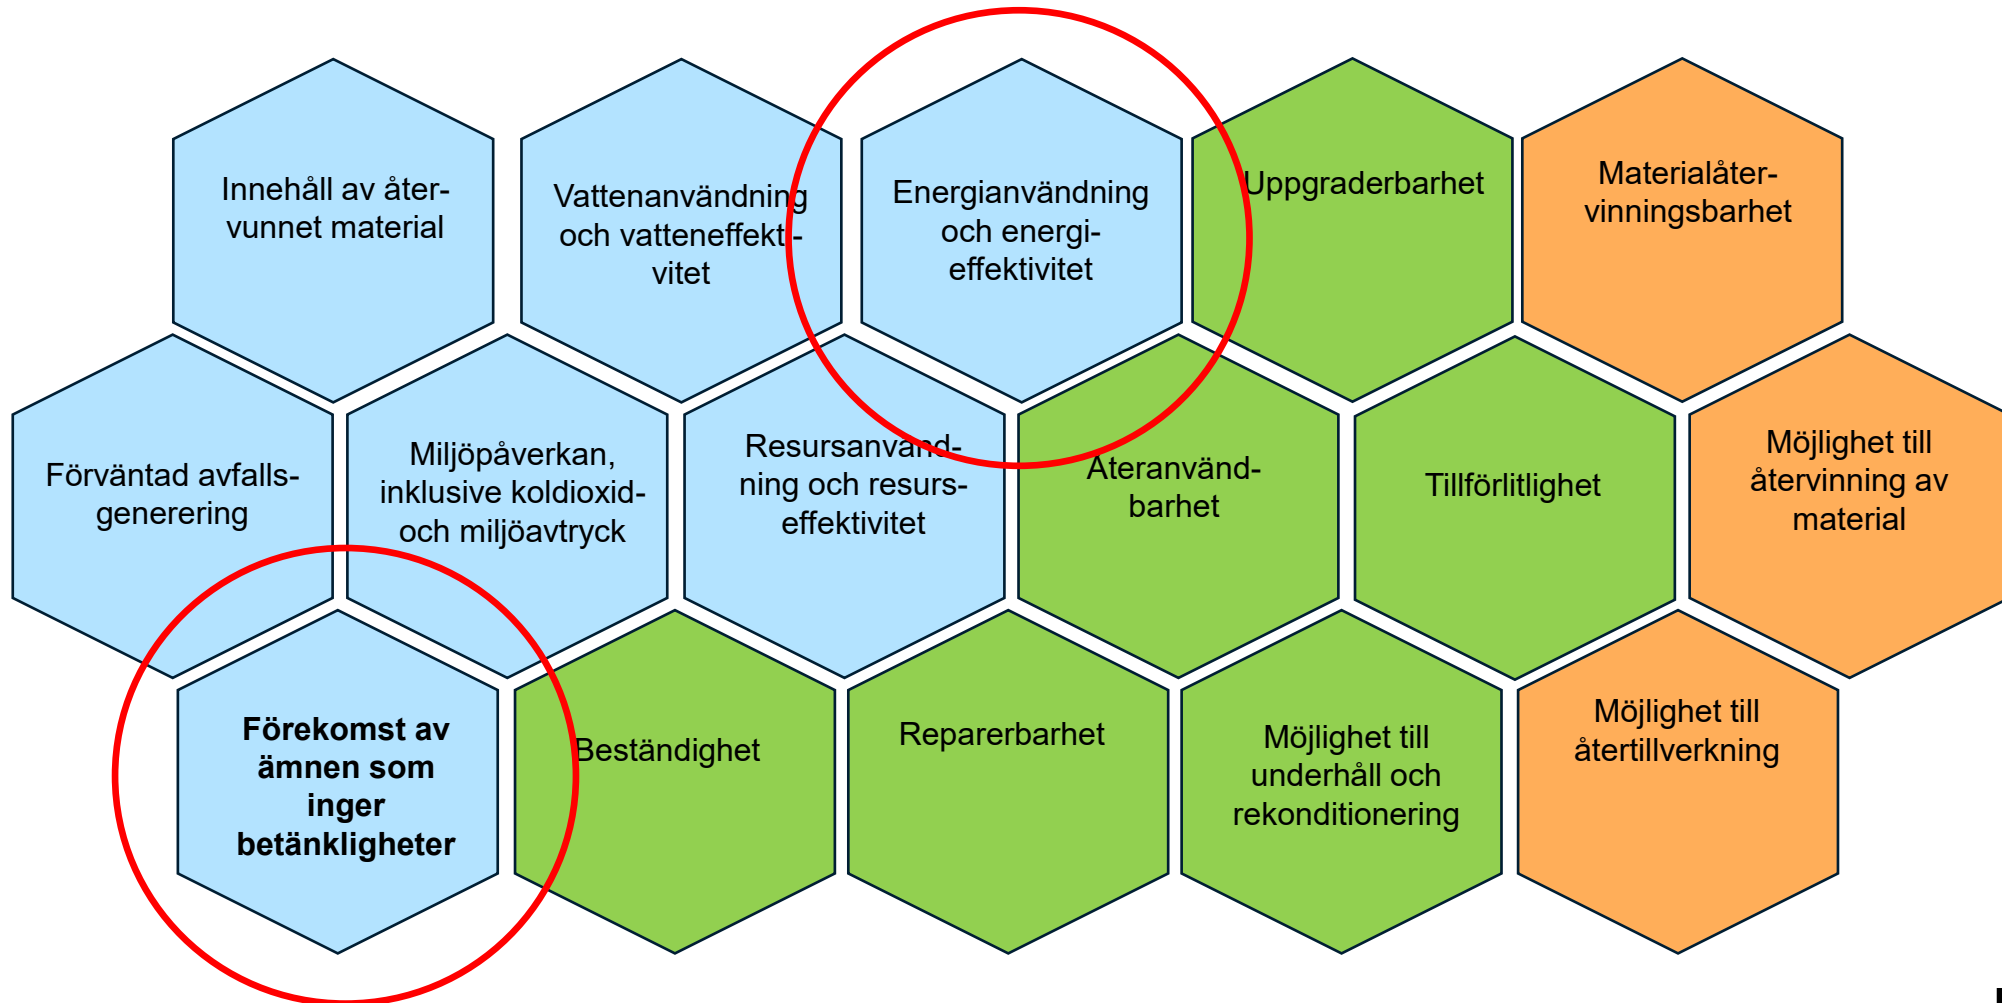 Innehåll av åter-
vunnet material
Vattenanvändning
och vatteneffekti-
vitet
Energianvändning
och energi-
effektivitet
Uppgraderbarhet
Materialåter-
vinningsbarhet
Förväntad avfalls-
generering
Miljöpåverkan,
inklusive koldioxid-
och miljöavtryck
Resursanvänd-
ning och resurs-
effektivitet
Återanvänd-
barhet
Tillförlitlighet
Möjlighet till
återvinning av
material
Förekomst av
ämnen som
inger
betänkligheter
Beständighet
Reparerbarhet
Möjlighet till
underhåll och
rekonditionering
Möjlighet till
återtillverkning